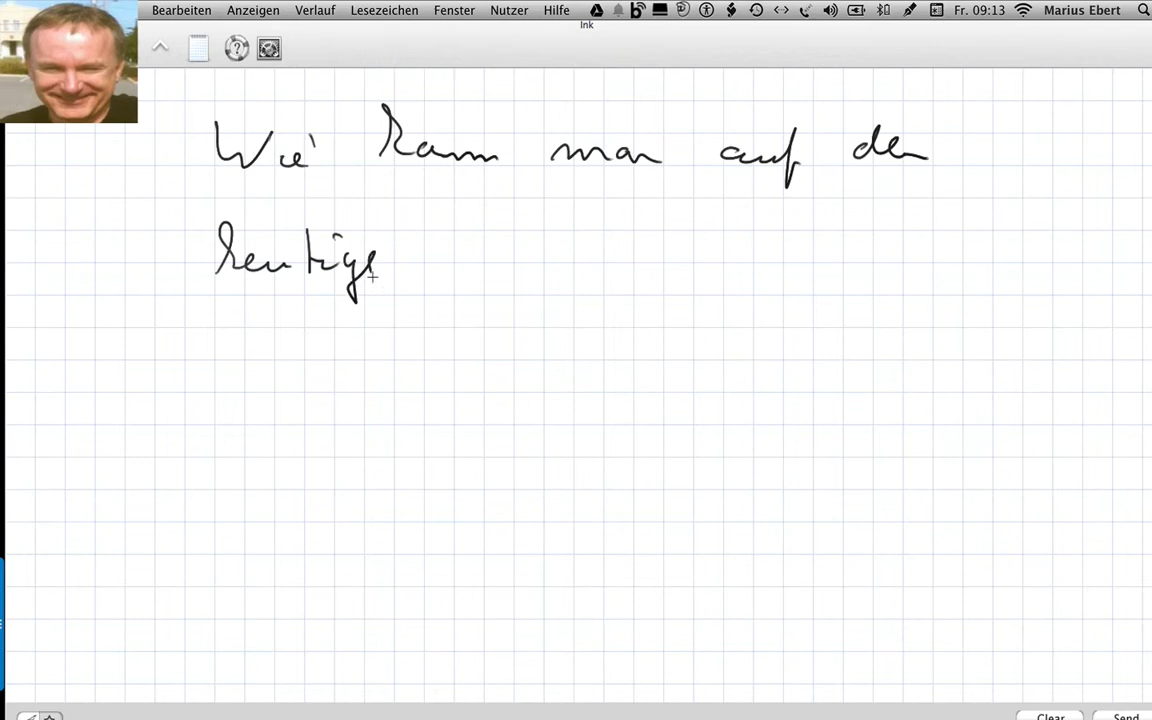 Bearbeiten Anzeigen Verlauf Lesezeichen Fenster Nutzer Hilfe Fr. 09:13 Marius Ebert
Ink
Wie kann man auf den
heutige
Clear Send